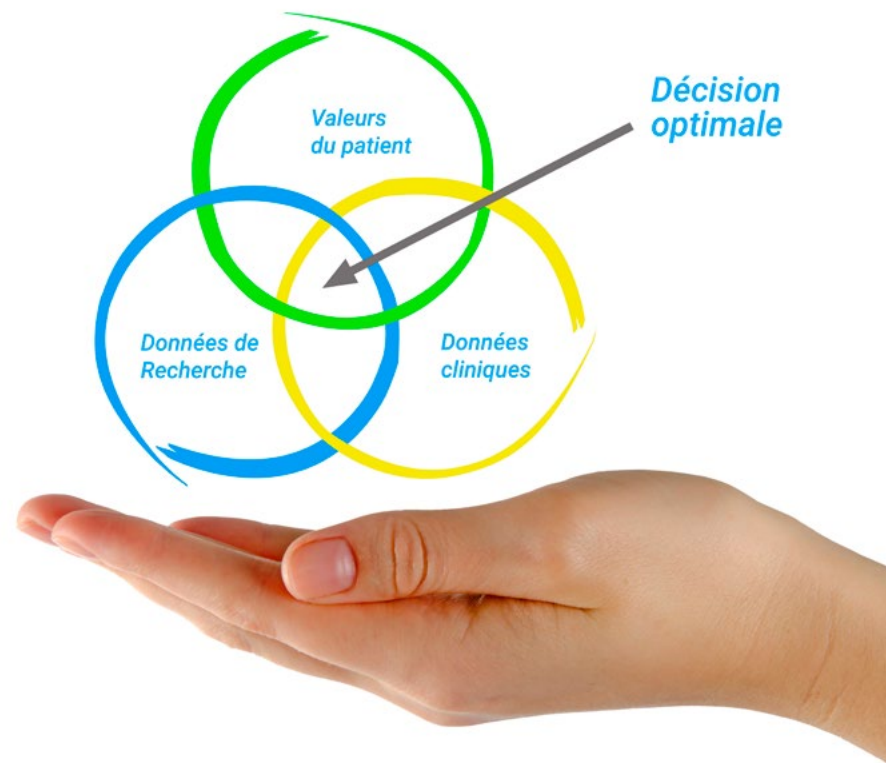 Décision
optimale
Valeurs
du patient
Données de
Recherche
Données
cliniques